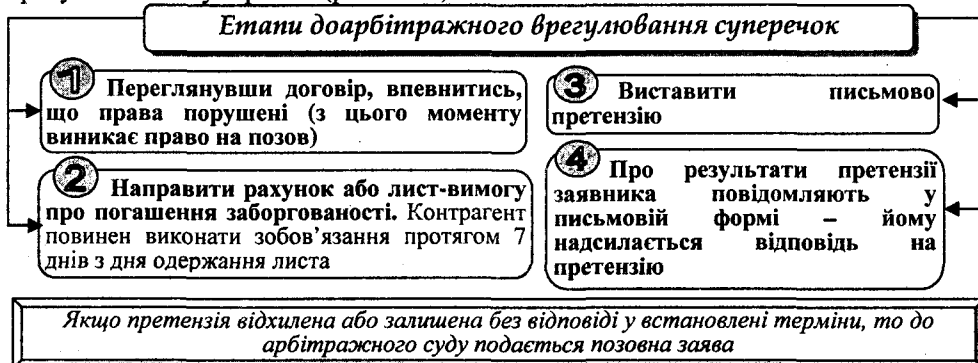 Етапи доарбітражного врегулювання суперечок
1 Переглянувши договір, впевнитись,
що права порушені (з цього моменту
виникає право на позов)
2 Направити рахунок або лист-вимогу
про погашення заборгованості. Контрагент
повинен виконати зобов’язання протягом 7
днів з дня одержання листа
3 Виставити письмово
претензію
4 Про результати претензії
заявника повідомляють у
письмовій формі – йому
надсилається відповідь на
претензію
Якщо претензія відхилена або залишена без відповіді у встановлені терміни, то до
арбітражного суду подається позовна заява